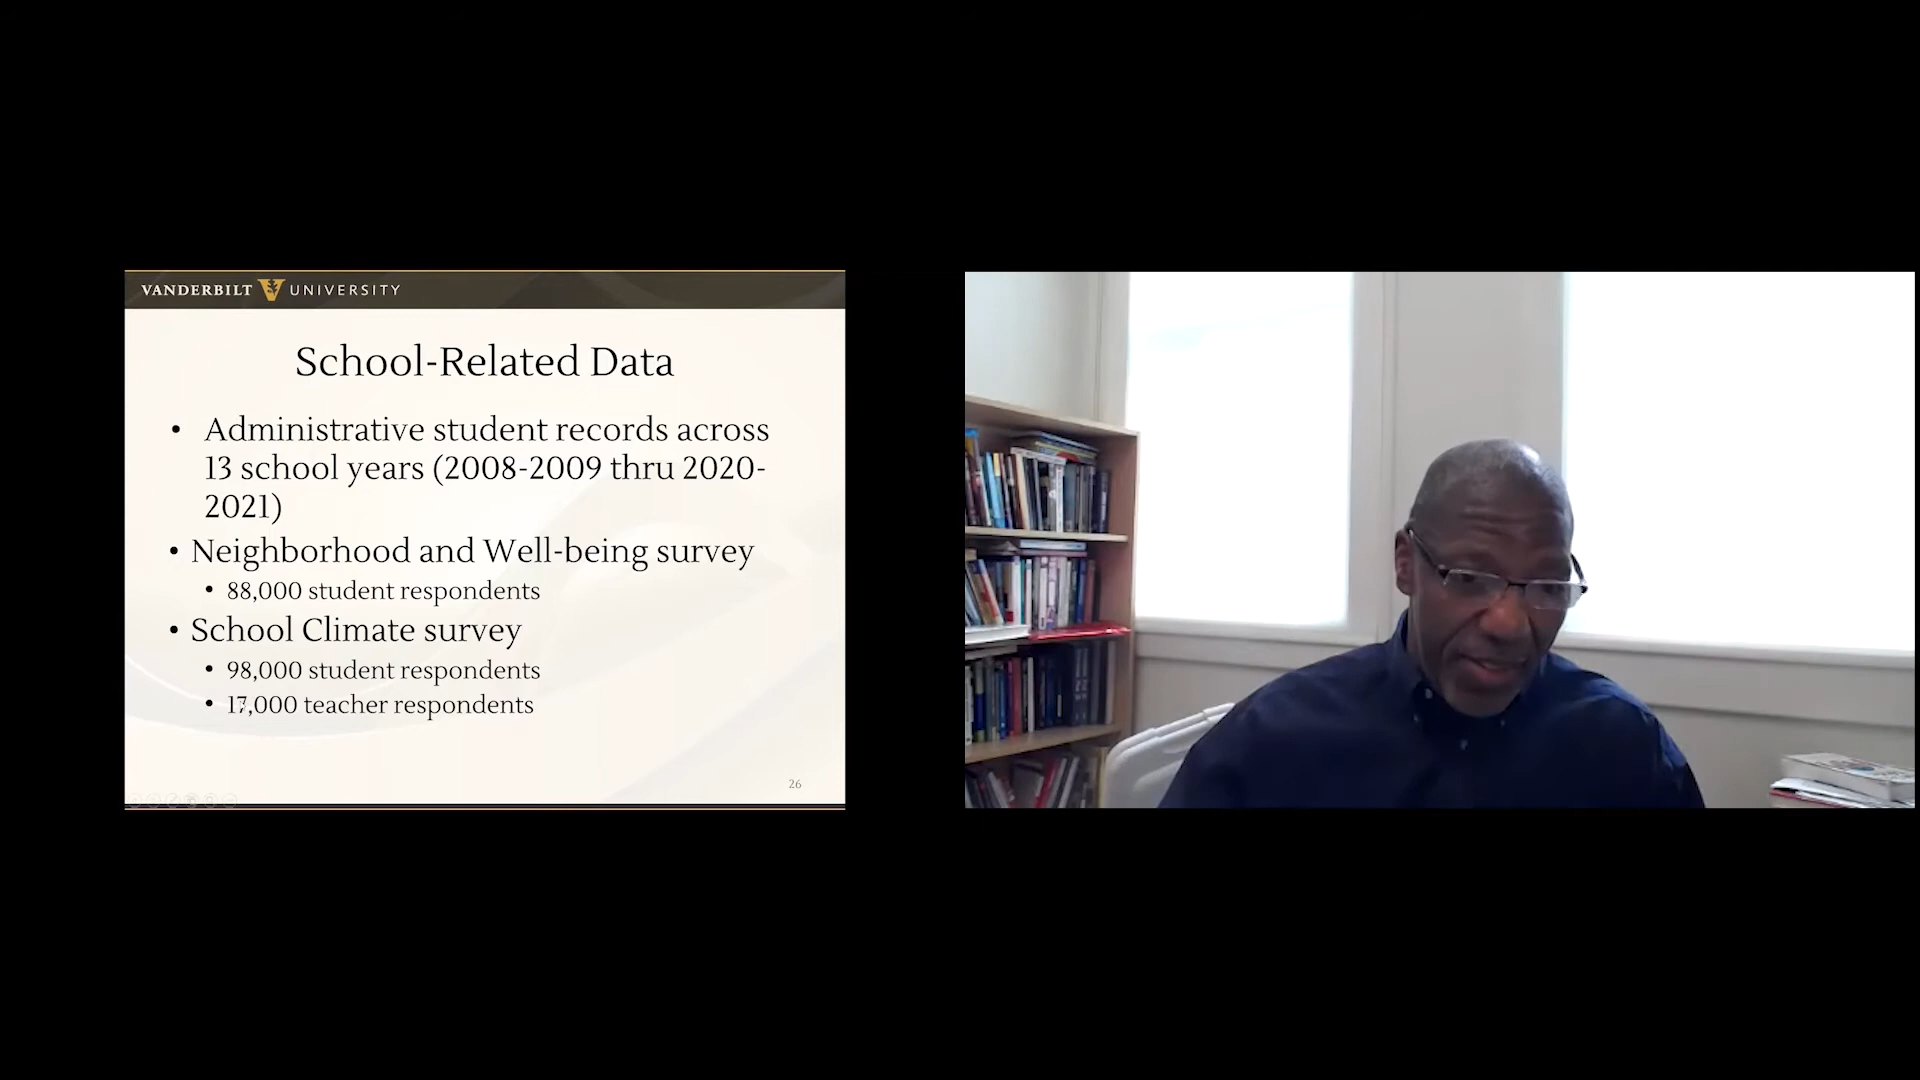 VANDERBILT UNIVERSITY
School-Related Data
• Administrative student records across
13 school years (2008-2009 thru 2020-
2021)
• Neighborhood and Well-being survey
• 88,000 student respondents
• School Climate survey
• 98,000 student respondents
• 17,000 teacher respondents
26